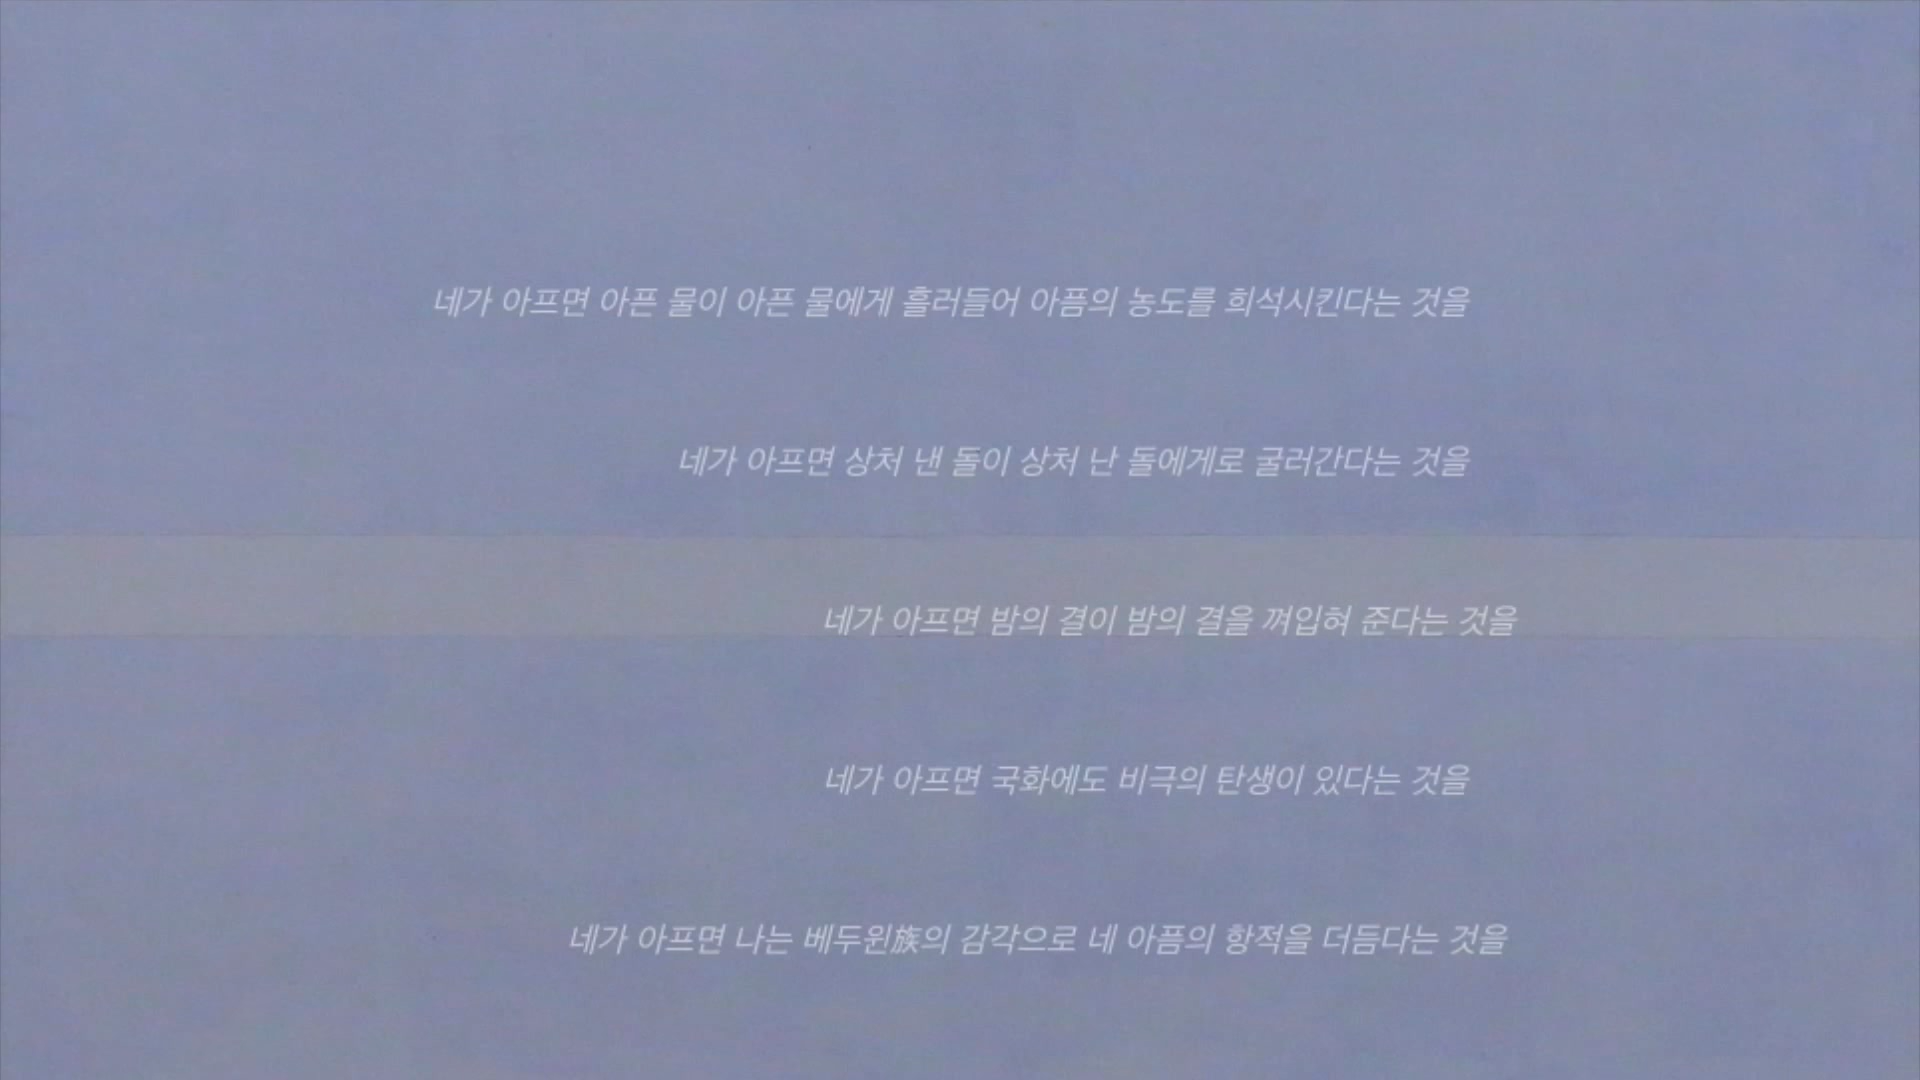 네가 아프면 아픈 물이 아픈 물에게 흘러들어 아픔의 농도를 희석시킨다는 것을
네가 아프면 상처 낸 돌이 상처 난 돌에게로 굴러간다는 것을
네가 아프면 밤의 결이 밤의 결을 껴입혀 준다는 것을
네가 아프면 국화에도 비극의 탄생이 있다는 것을
네가 아프면 나는 베두윈族의 감각으로 네 아픔의 항적을 더듬다는 것을